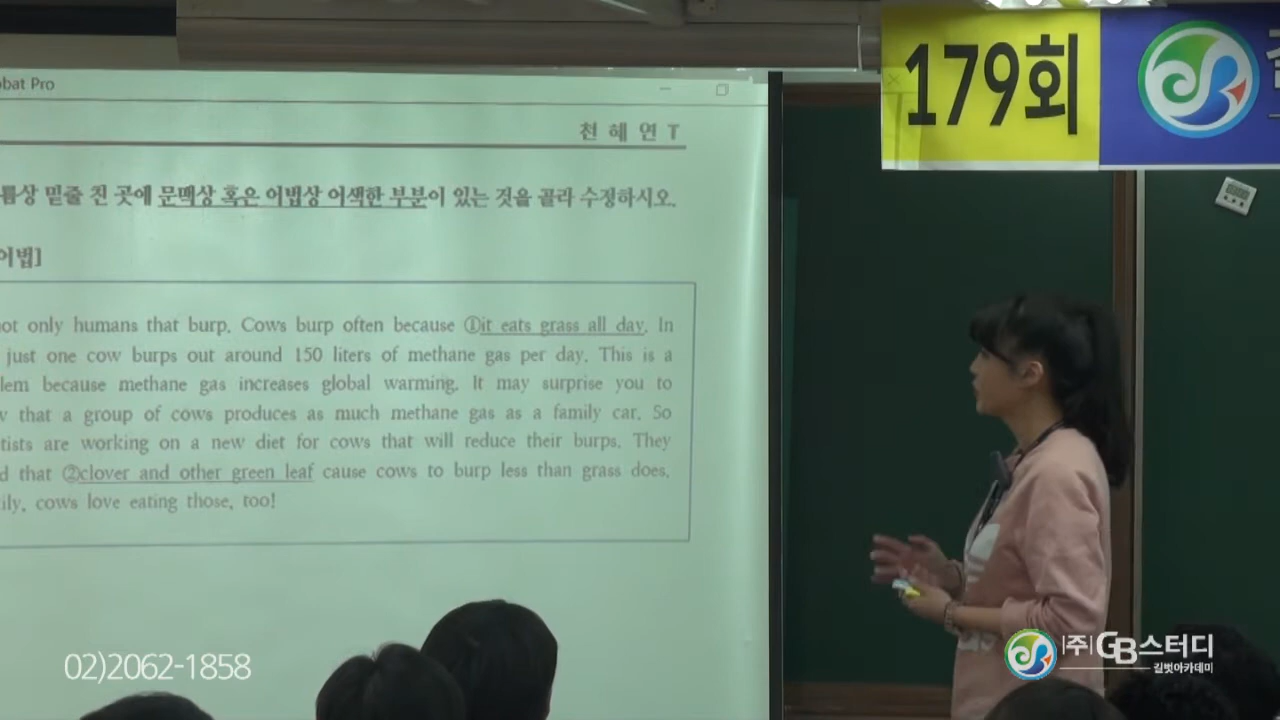 obat Pro
179회
천 혜 연 T
름상 밑줄 친 곳에 문맥상 혹은 어법상 어색한 부분이 있는 것을 골라 수정하시오.
어법]
ot only humans that burp. Cows burp often because ①it eats grass all day. In
just one cow burps out around 150 liters of methane gas per day. This is a
lem because methane gas increases global warming. It may surprise you to
w that a group of cows produces as much methane gas as a family car. So
tists are working on a new diet for cows that will reduce their burps. They
d that ②clover and other green leaf cause cows to burp less than grass does.
ily, cows love eating those, too!
02)2062-1858
(주) GB스터디
길벗아카데미